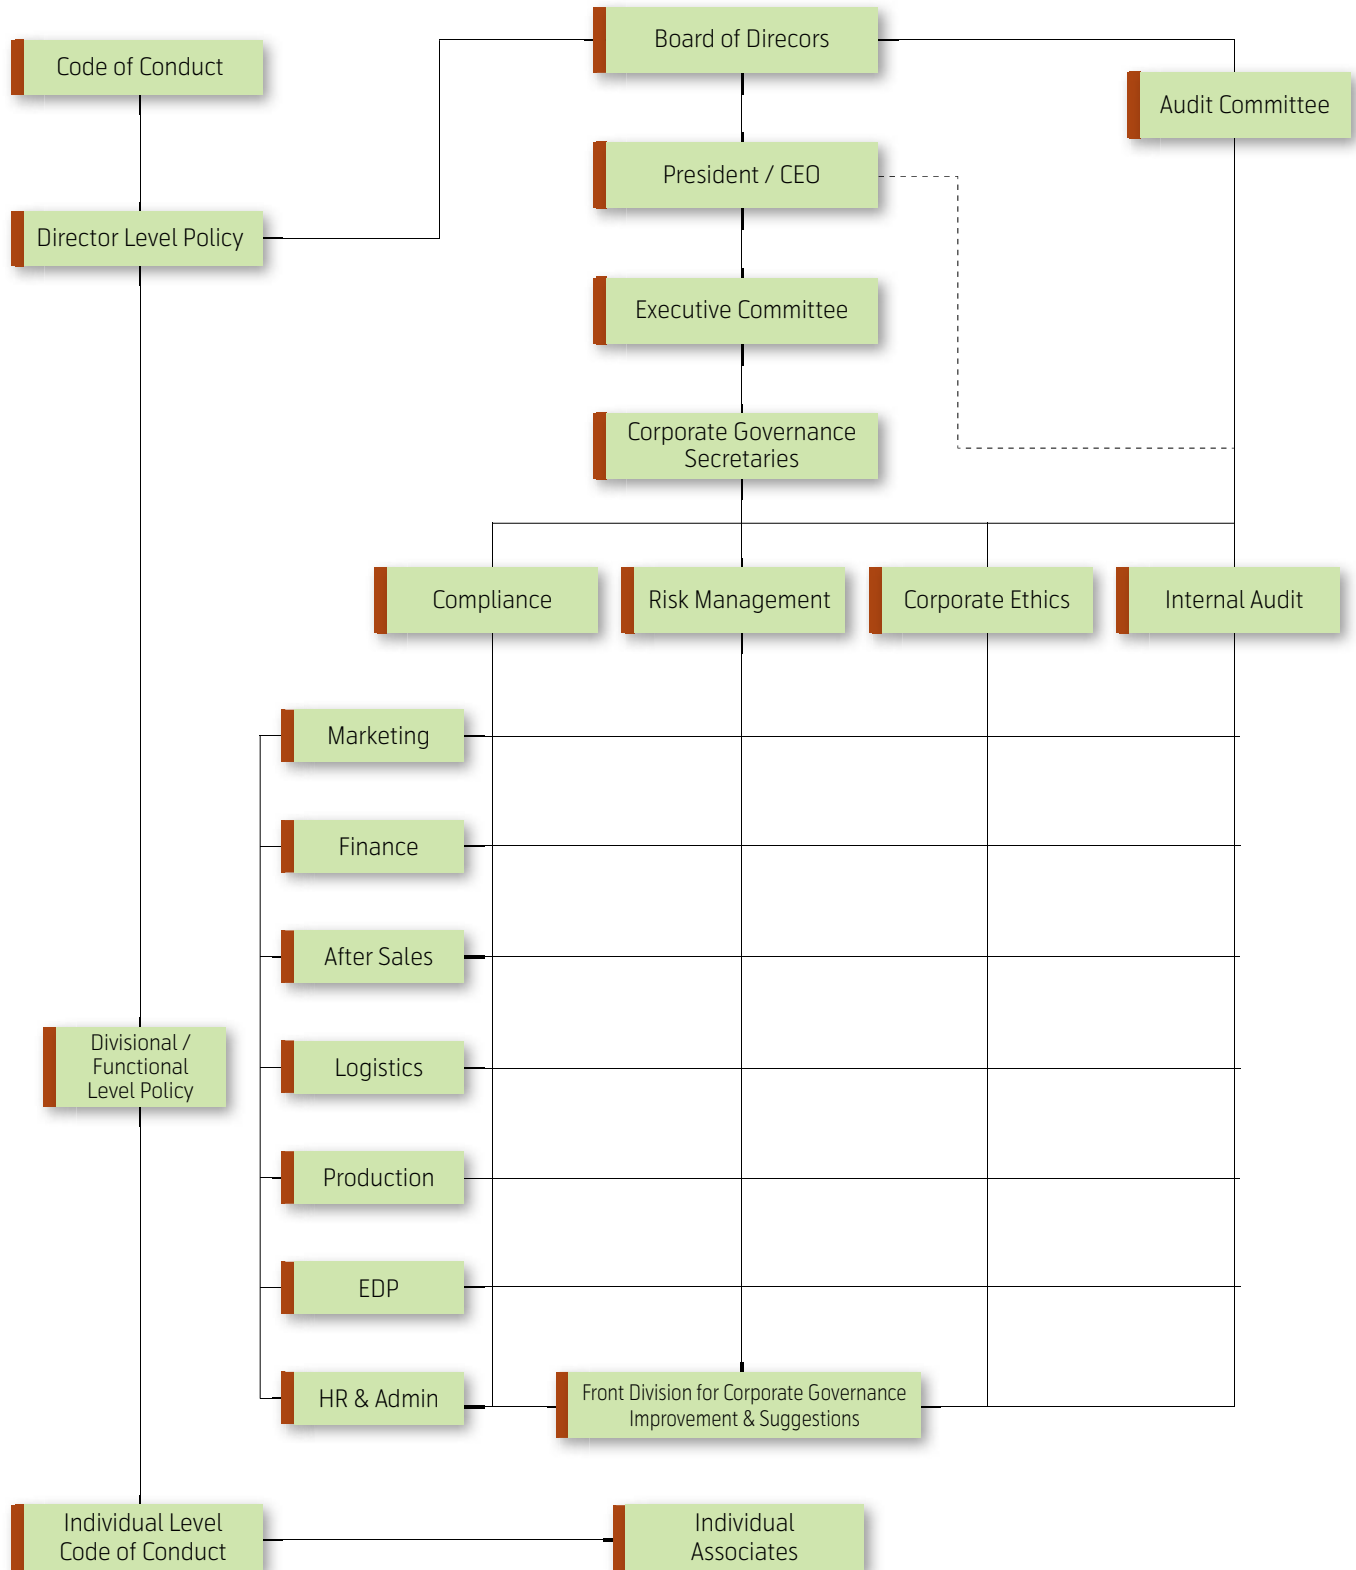 Board of Direcors
Code of Conduct
Audit Committee
President / CEO
Director Level Policy
Executive Committee
Corporate Governance
Secretaries
Compliance
Risk Management
Corporate Ethics
Internal Audit
Marketing
Finance
After Sales
Logistics
Divisional /
Functional
Level Policy
Production
EDP
HR & Admin
Front Division for Corporate Governance
Improvement & Suggestions
Individual Level
Code of Conduct
Individual
Associates